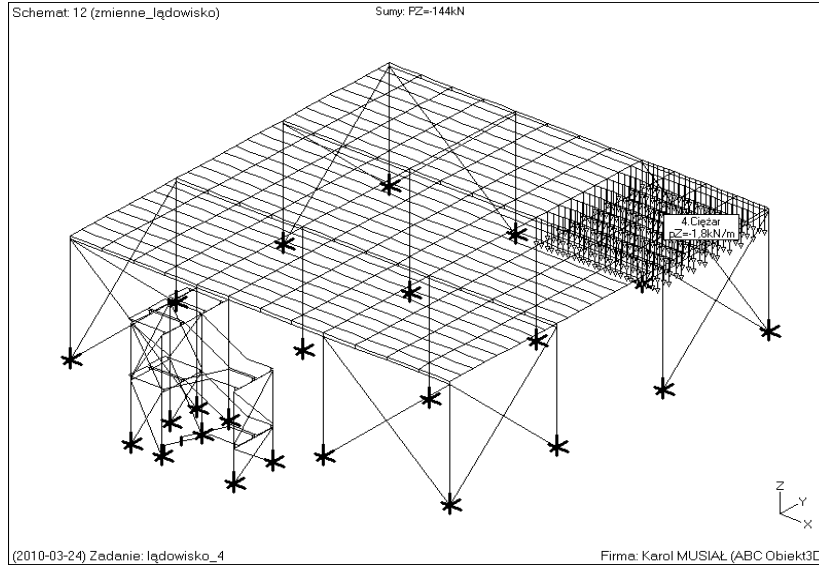 Schemat: 12 (zmienne_lądowisko)
Sumy: PZ=-144kN
4.Ciężar
pZ=-1.8kN/m
Z
Y
X
(2010-03-24) Zadanie: lądowisko_4
Firma: Karol MUSIAŁ (ABC Obiekt3D